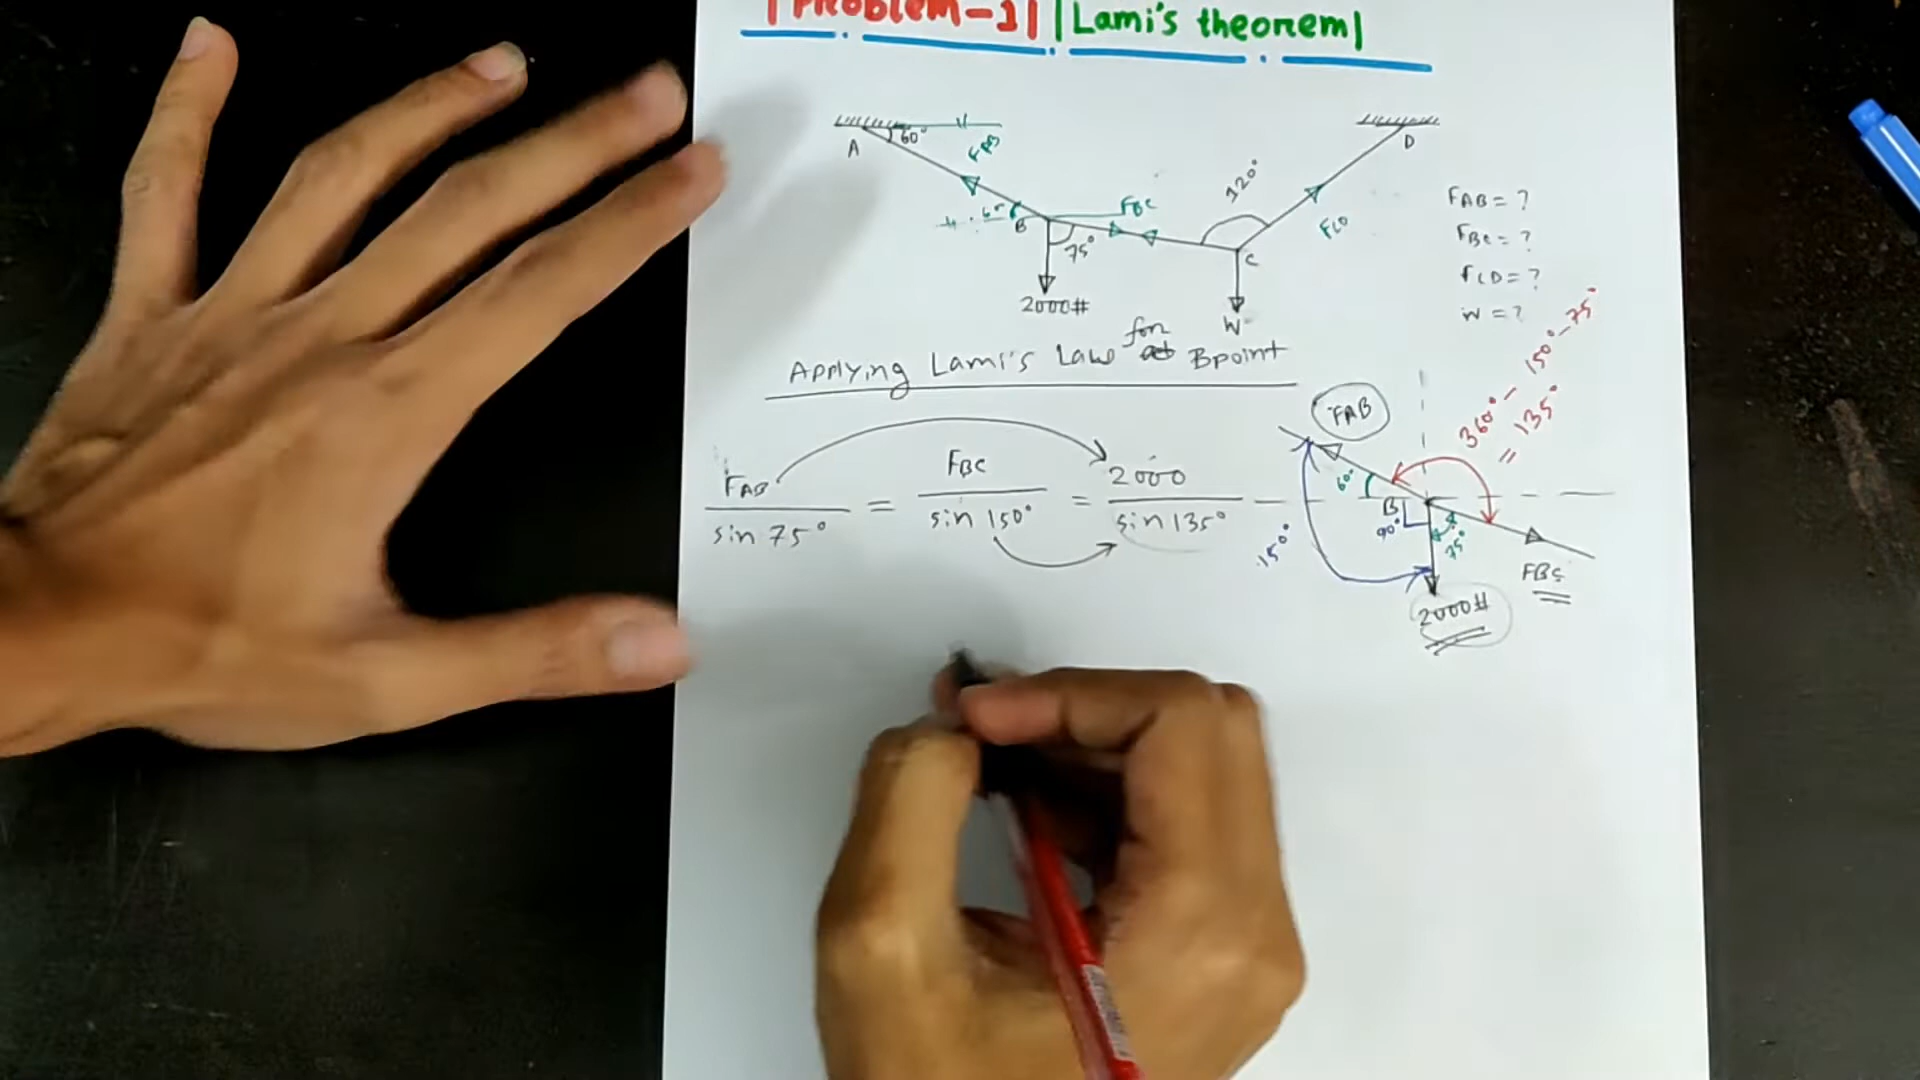 |Problem-1| |Lami's theorem|
A
60°
FAB
60°
B
75°
2000#
FBC
120°
C
W
FCD
D
FAB = ?
FBC = ?
FCD = ?
W = ?
Applying Lami's Law for B point
FAB / sin 75° = FBC / sin 150° = 2000 / sin 135°
FAB
360° - 150° - 75°
= 135°
60°
B
90°
75°
150°
FBC
2000#